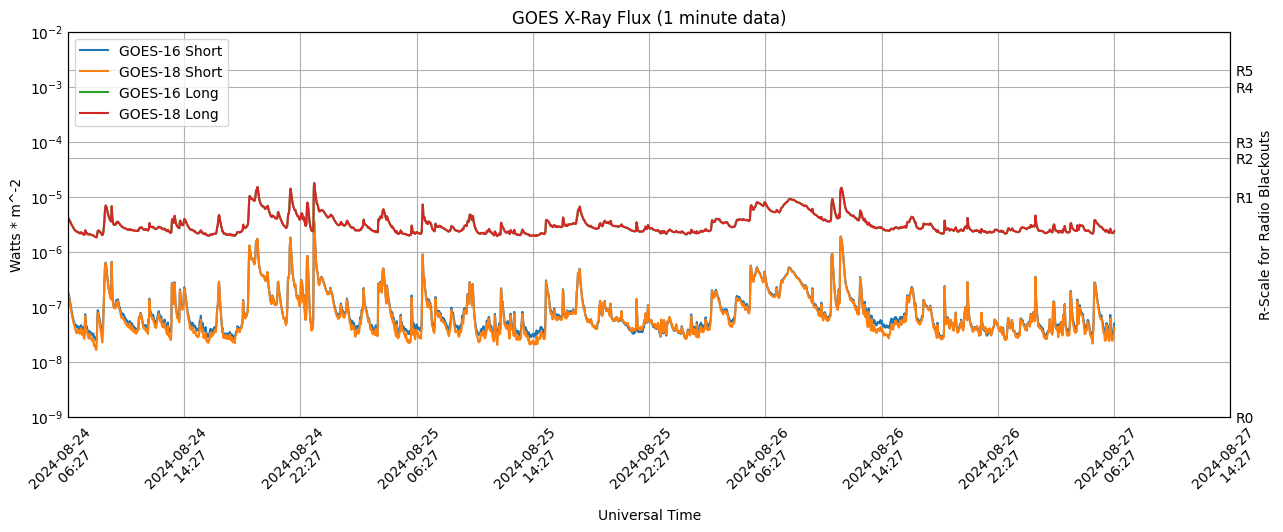 GOES X-Ray Flux (1 minute data)
10^-2
10^-3
10^-4
10^-5
10^-6
10^-7
10^-8
10^-9
Watts * m^-2
GOES-16 Short
GOES-18 Short
GOES-16 Long
GOES-18 Long
R5
R4
R3
R2
R1
R0
R-Scale for Radio Blackouts
2024-08-24
06:27
2024-08-24
14:27
2024-08-24
22:27
2024-08-25
06:27
2024-08-25
14:27
2024-08-25
22:27
2024-08-26
06:27
2024-08-26
14:27
2024-08-26
22:27
2024-08-27
06:27
2024-08-27
14:27
Universal Time